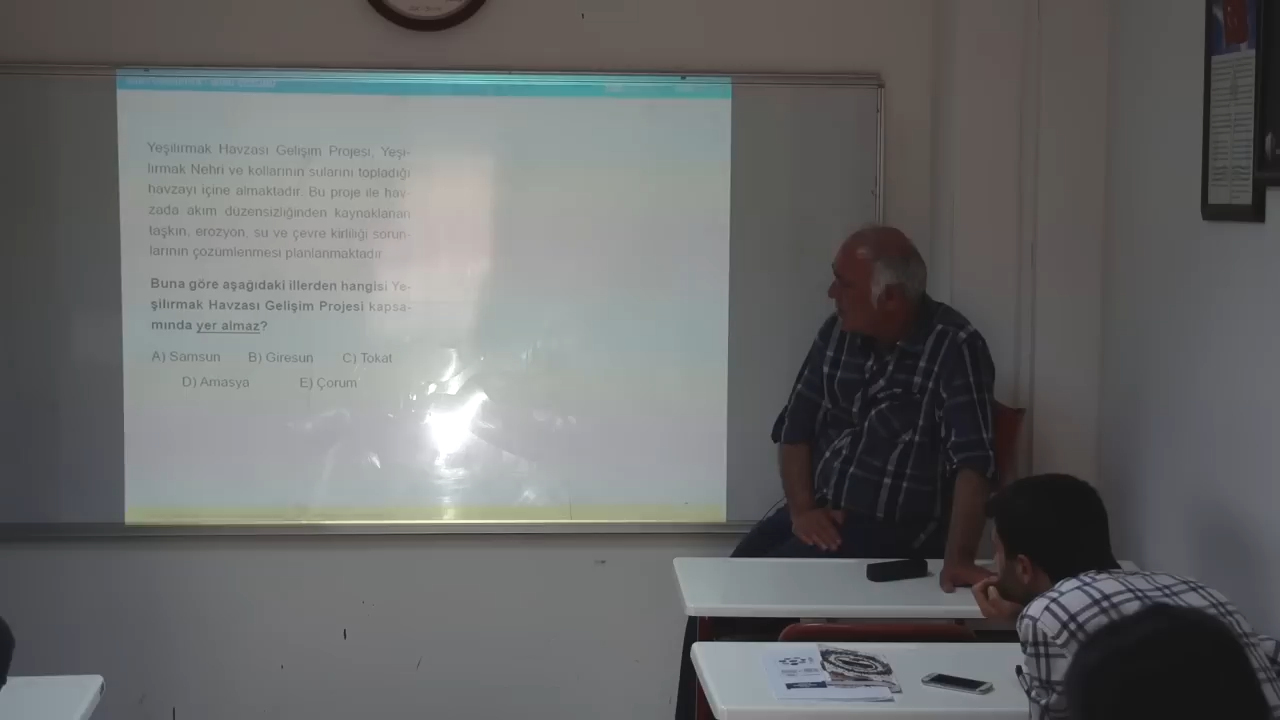 Yeşilırmak Havzası Gelişim Projesi, Yeşi-
lırmak Nehri ve kollarının sularını topladığı
havzayı içine almaktadır. Bu proje ile hav-
zada akım düzensizliğinden kaynaklanan
taşkın, erozyon, su ve çevre kirliliği sorun-
larının çözümlenmesi planlanmaktadır.
Buna göre aşağıdaki illerden hangisi Ye-
şilırmak Havzası Gelişim Projesi kapsa-
mında yer almaz?
A) Samsun B) Giresun C) Tokat
D) Amasya E) Çorum